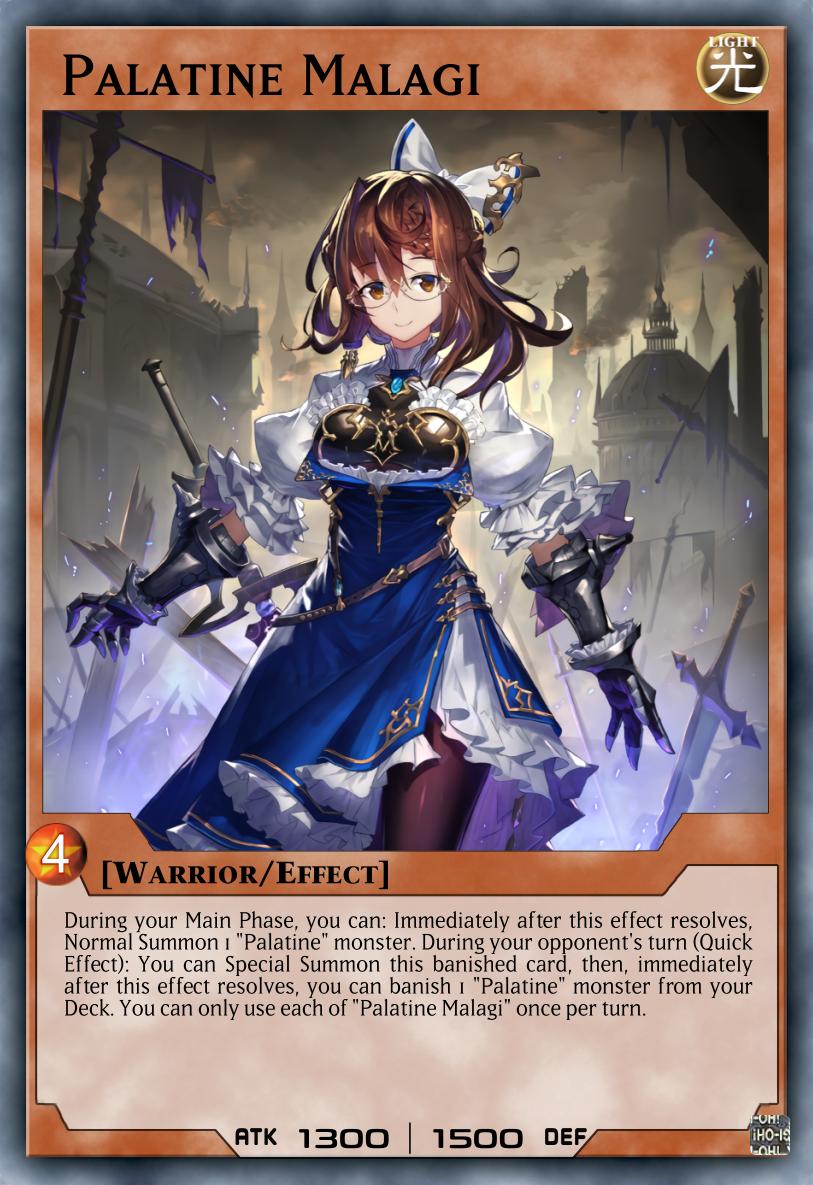 PALATINE MALAGI
LIGHT
光
4
[WARRIOR/EFFECT]
During your Main Phase, you can: Immediately after this effect resolves,
Normal Summon 1 "Palatine" monster. During your opponent's turn (Quick
Effect): You can Special Summon this banished card, then, immediately
after this effect resolves, you can banish 1 "Palatine" monster from your
Deck. You can only use each of "Palatine Malagi" once per turn.
ATK 1300 | 1500 DEF